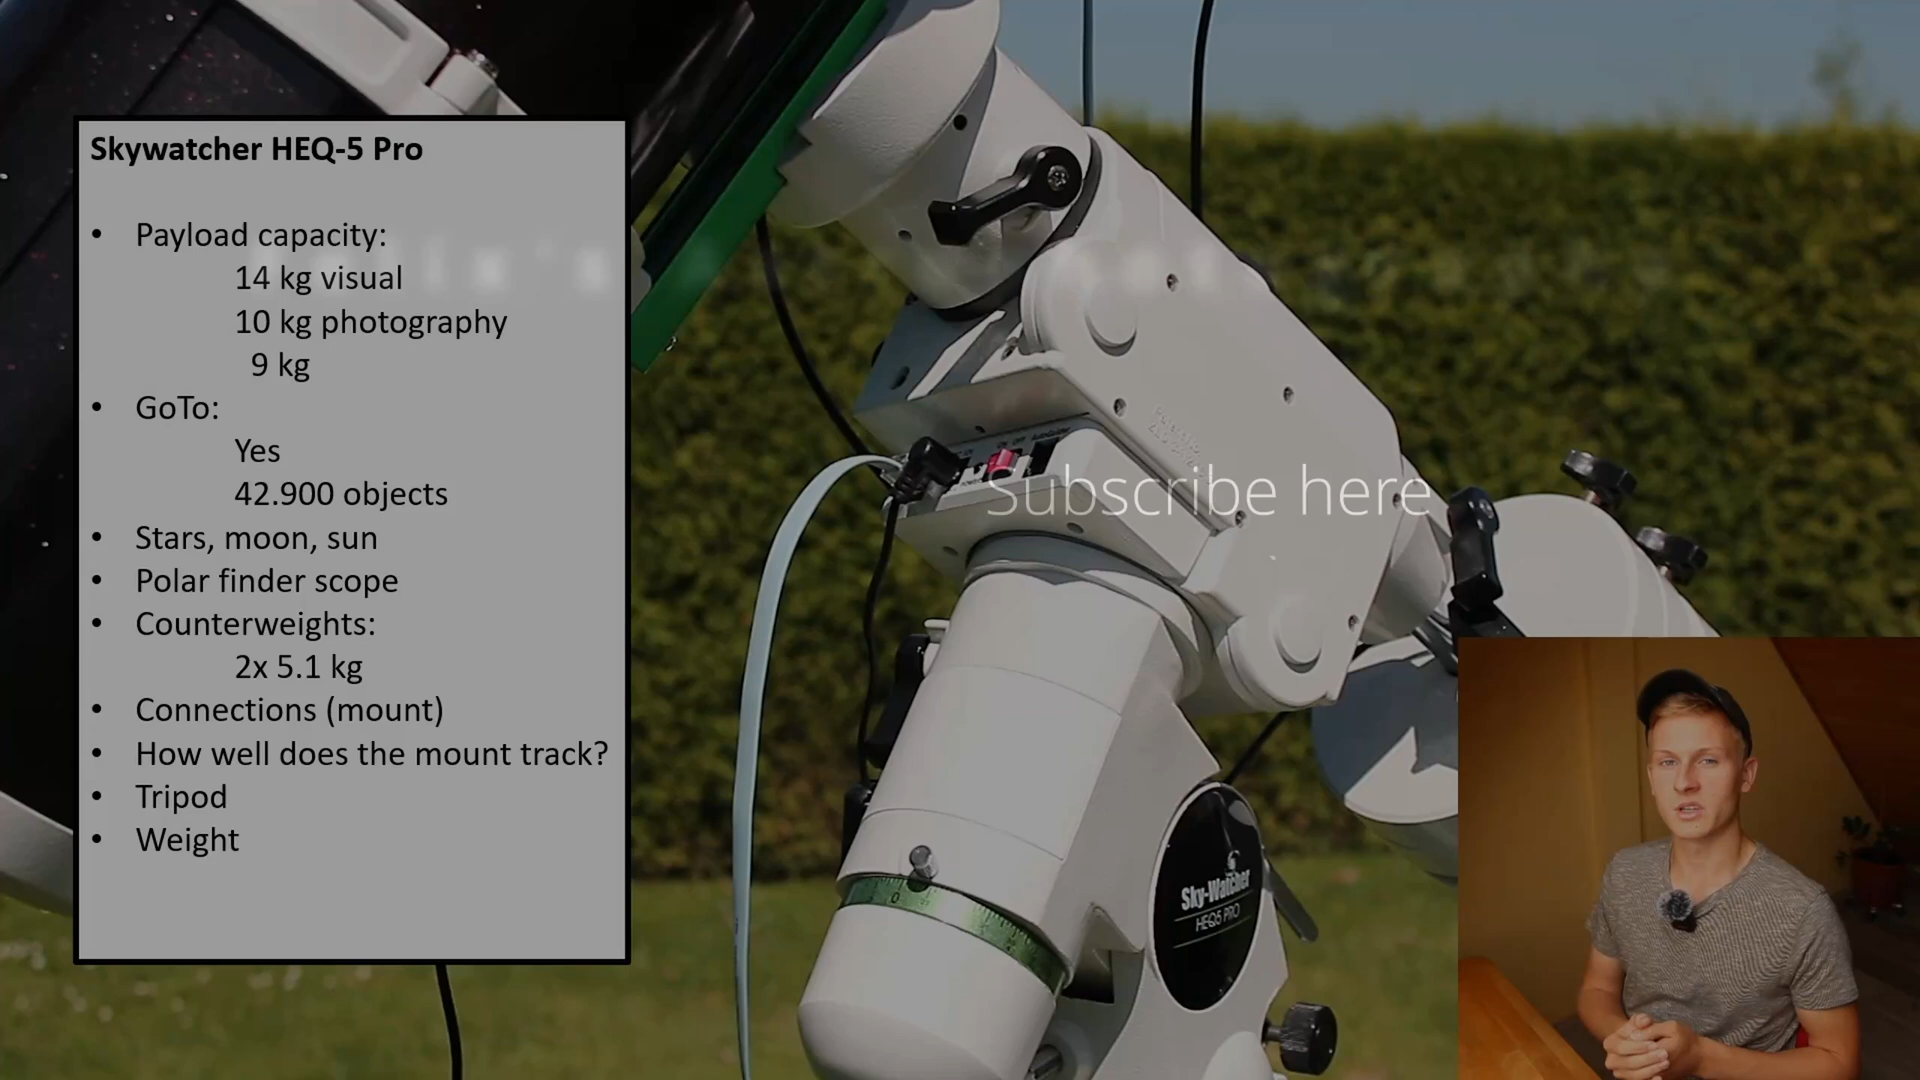 Skywatcher HEQ-5 Pro
• Payload capacity:
14 kg visual
10 kg photography
9 kg
• GoTo:
Yes
42.900 objects
• Stars, moon, sun
• Polar finder scope
• Counterweights:
2x 5.1 kg
• Connections (mount)
• How well does the mount track?
• Tripod
• Weight
Subscribe here
Sky-Watcher
HEQ5 PRO